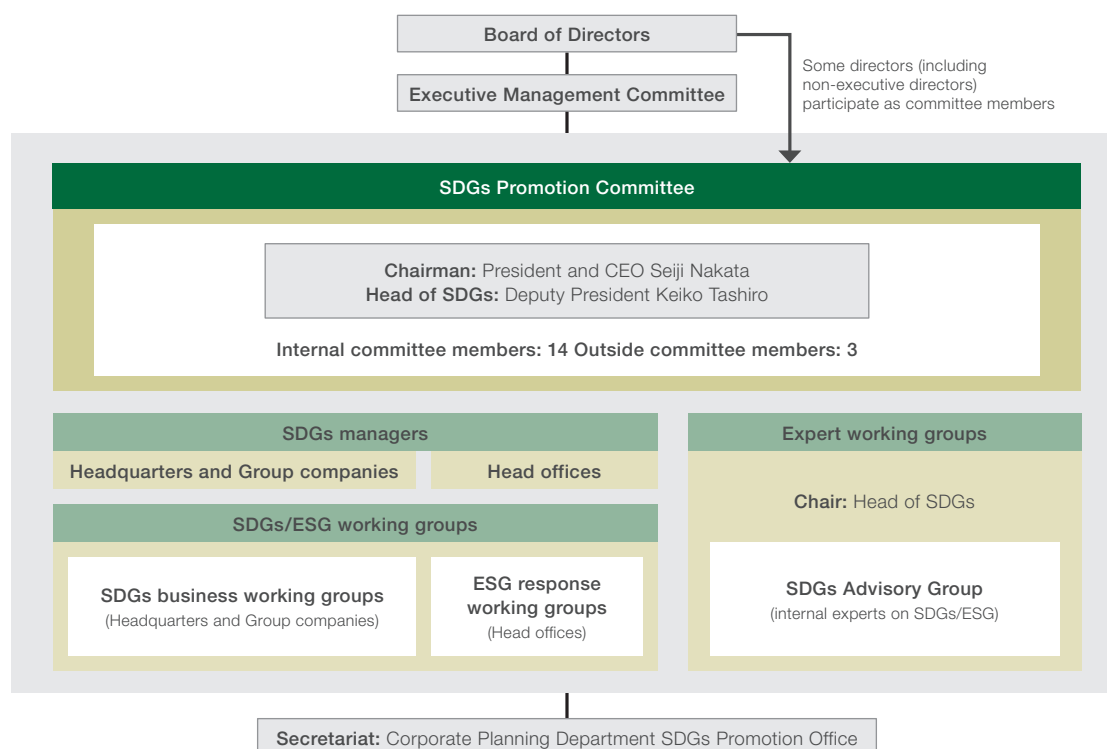 Board of Directors
Executive Management Committee
Some directors (including
non-executive directors)
participate as committee members
SDGs Promotion Committee
Chairman: President and CEO Seiji Nakata
Head of SDGs: Deputy President Keiko Tashiro
Internal committee members: 14 Outside committee members: 3
SDGs managers
Headquarters and Group companies
Head offices
SDGs/ESG working groups
SDGs business working groups
(Headquarters and Group companies)
ESG response
working groups
(Head offices)
Expert working groups
Chair: Head of SDGs
SDGs Advisory Group
(internal experts on SDGs/ESG)
Secretariat: Corporate Planning Department SDGs Promotion Office